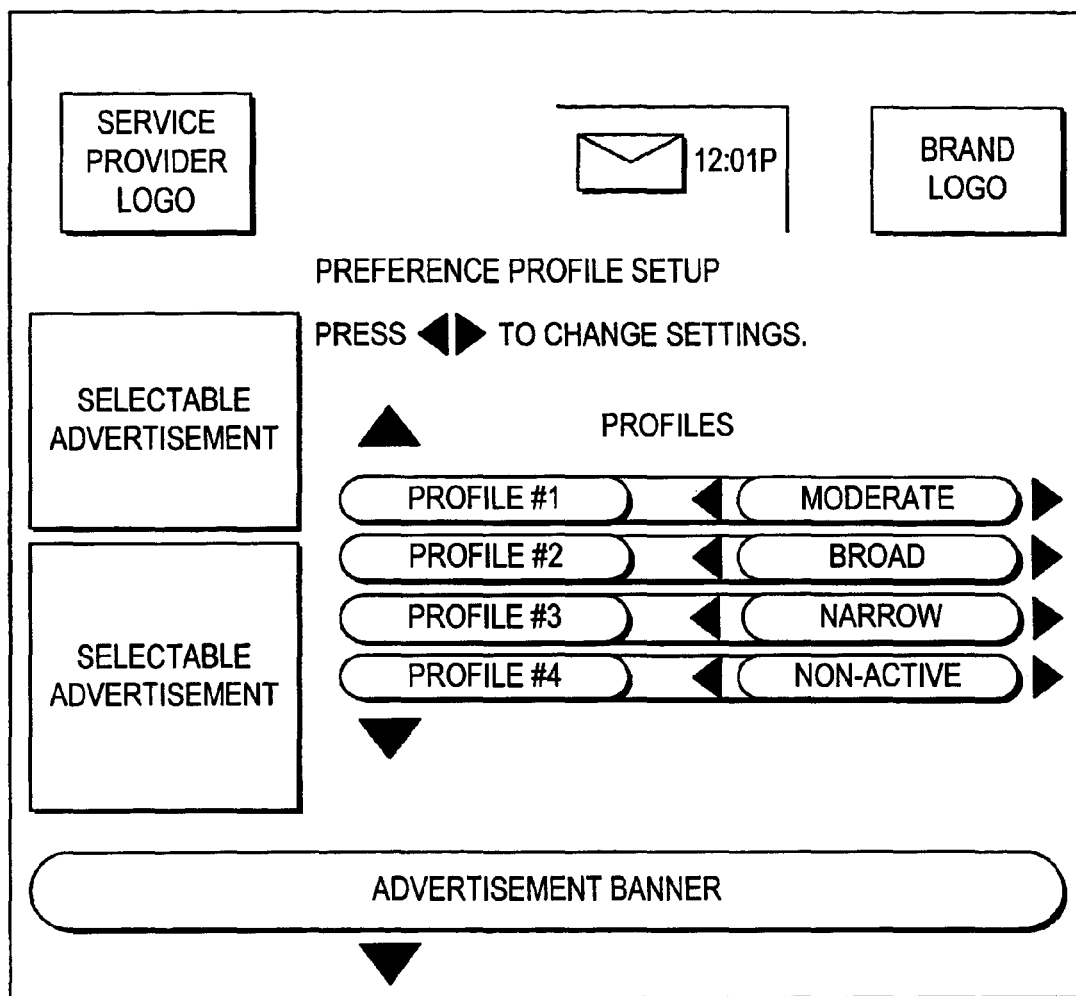 SERVICE
PROVIDER
LOGO
12:01P
BRAND
LOGO
PREFERENCE PROFILE SETUP
PRESS ◀▶ TO CHANGE SETTINGS.
SELECTABLE
ADVERTISEMENT
PROFILES
PROFILE #1 MODERATE
PROFILE #2 BROAD
PROFILE #3 NARROW
PROFILE #4 NON-ACTIVE
SELECTABLE
ADVERTISEMENT
ADVERTISEMENT BANNER